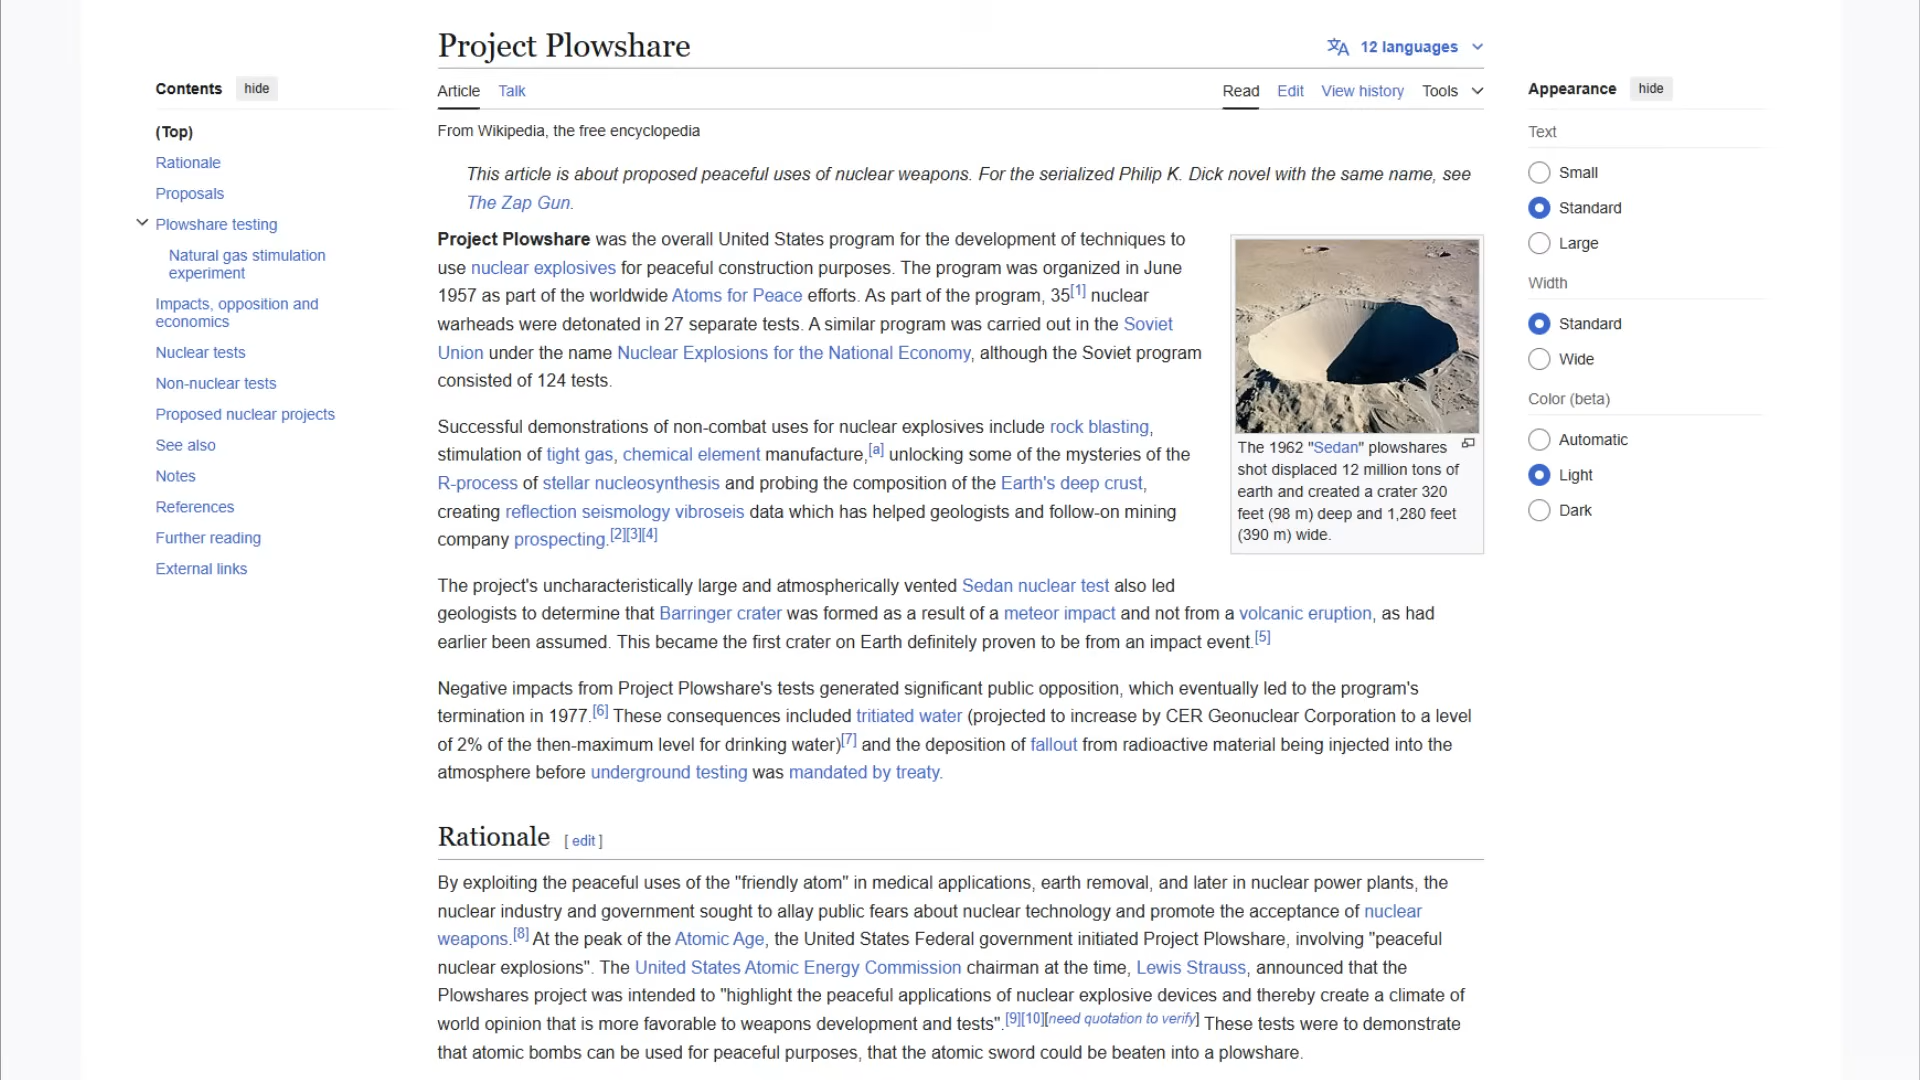 Project Plowshare
12 languages
Contents hide
(Top)
Rationale
Proposals
Plowshare testing
Natural gas stimulation
experiment
Impacts, opposition and
economics
Nuclear tests
Non-nuclear tests
Proposed nuclear projects
See also
Notes
References
Further reading
External links
Article Talk
Read Edit View history Tools
From Wikipedia, the free encyclopedia
This article is about proposed peaceful uses of nuclear weapons. For the serialized Philip K. Dick novel with the same name, see
The Zap Gun.
Project Plowshare was the overall United States program for the development of techniques to
use nuclear explosives for peaceful construction purposes. The program was organized in June
1957 as part of the worldwide Atoms for Peace efforts. As part of the program, 35[1] nuclear
warheads were detonated in 27 separate tests. A similar program was carried out in the Soviet
Union under the name Nuclear Explosions for the National Economy, although the Soviet program
consisted of 124 tests.
Successful demonstrations of non-combat uses for nuclear explosives include rock blasting,
stimulation of tight gas, chemical element manufacture,[a] unlocking some of the mysteries of the
R-process of stellar nucleosynthesis and probing the composition of the Earth's deep crust,
creating reflection seismology vibroseis data which has helped geologists and follow-on mining
company prospecting.[2][3][4]
The 1962 "Sedan" plowshares
shot displaced 12 million tons of
earth and created a crater 320
feet (98 m) deep and 1,280 feet
(390 m) wide.
The project's uncharacteristically large and atmospherically vented Sedan nuclear test also led
geologists to determine that Barringer crater was formed as a result of a meteor impact and not from a volcanic eruption, as had
earlier been assumed. This became the first crater on Earth definitely proven to be from an impact event.[5]
Negative impacts from Project Plowshare's tests generated significant public opposition, which eventually led to the program's
termination in 1977.[6] These consequences included tritiated water (projected to increase by CER Geonuclear Corporation to a level
of 2% of the then-maximum level for drinking water)[7] and the deposition of fallout from radioactive material being injected into the
atmosphere before underground testing was mandated by treaty.
Rationale [ edit ]
By exploiting the peaceful uses of the "friendly atom" in medical applications, earth removal, and later in nuclear power plants, the
nuclear industry and government sought to allay public fears about nuclear technology and promote the acceptance of nuclear
weapons.[8] At the peak of the Atomic Age, the United States Federal government initiated Project Plowshare, involving "peaceful
nuclear explosions". The United States Atomic Energy Commission chairman at the time, Lewis Strauss, announced that the
Plowshares project was intended to "highlight the peaceful applications of nuclear explosive devices and thereby create a climate of
world opinion that is more favorable to weapons development and tests".[9][10][need quotation to verify] These tests were to demonstrate
that atomic bombs can be used for peaceful purposes, that the atomic sword could be beaten into a plowshare.
Appearance hide
Text
Small
Standard
Large
Width
Standard
Wide
Color (beta)
Automatic
Light
Dark